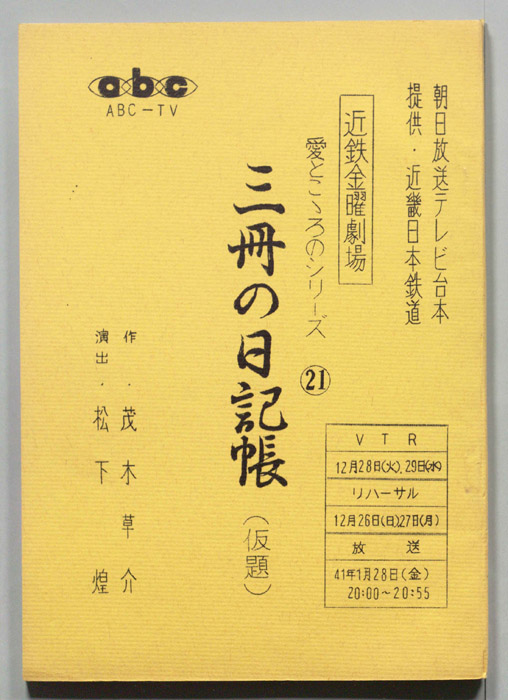 朝日放送テレビ台本
提供・近畿日本鉄道
近鉄金曜劇場
愛とこゝろのシリーズ
21
三冊の日記帳
(仮題)
作・茂木草介
演出・松下煌
abc
ABC-TV
VTR
12月28日(火)、29日(水)
リハーサル
12月26日(日)27日(月)
放送
41年1月28日(金)
20:00~20:55